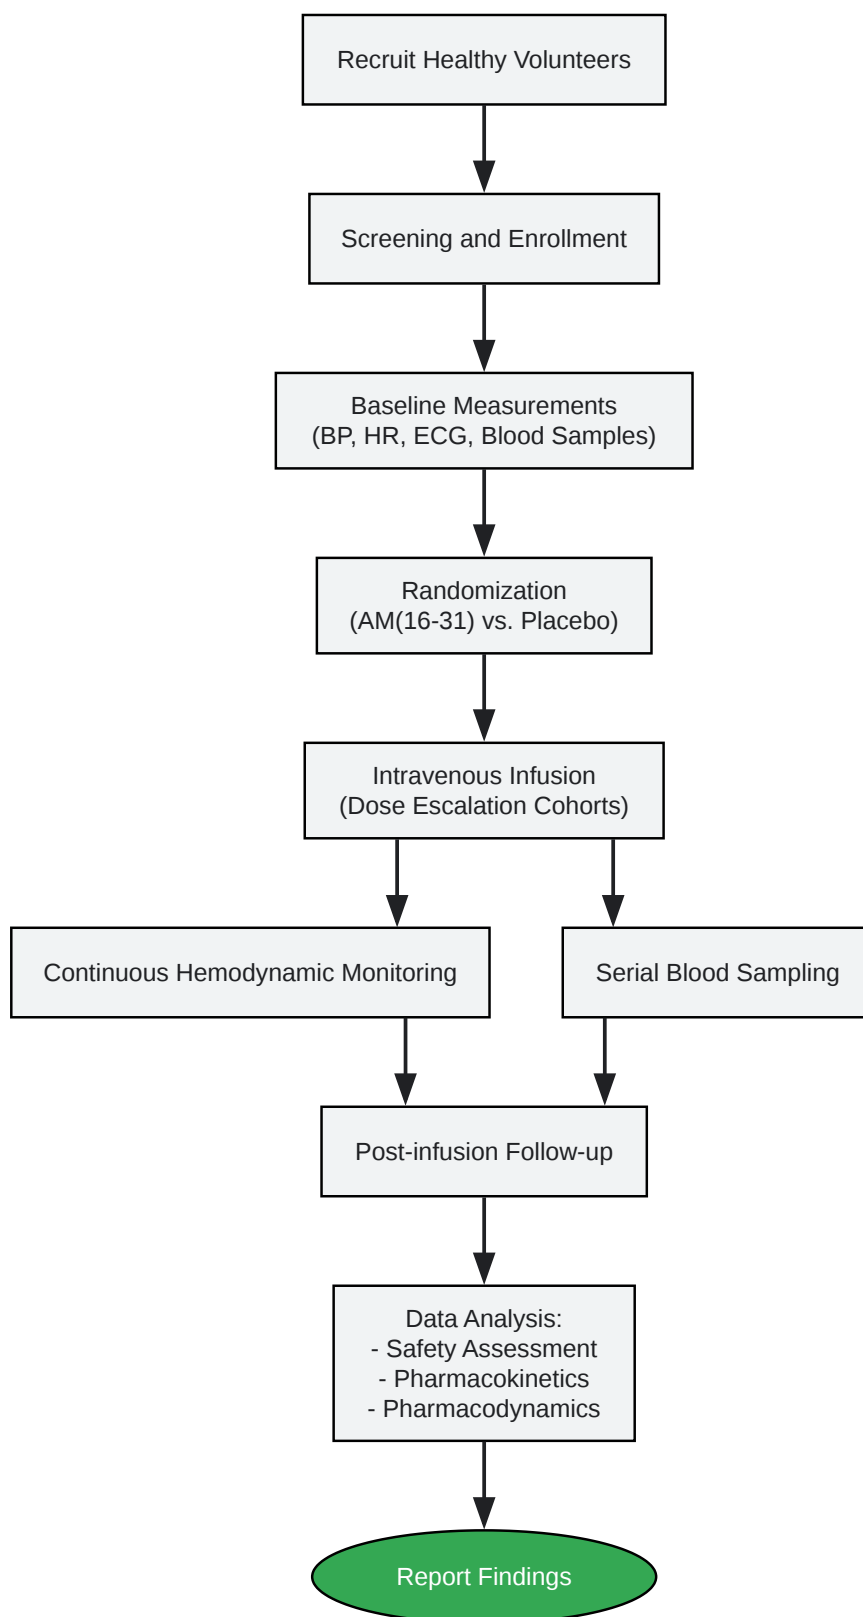 Recruit Healthy Volunteers
Screening and Enrollment
Baseline Measurements
(BP, HR, ECG, Blood Samples)
Randomization
(AM(16-31) vs. Placebo)
Intravenous Infusion
(Dose Escalation Cohorts)
Continuous Hemodynamic Monitoring
Serial Blood Sampling
Post-infusion Follow-up
Data Analysis:
- Safety Assessment
- Pharmacokinetics
- Pharmacodynamics
Report Findings